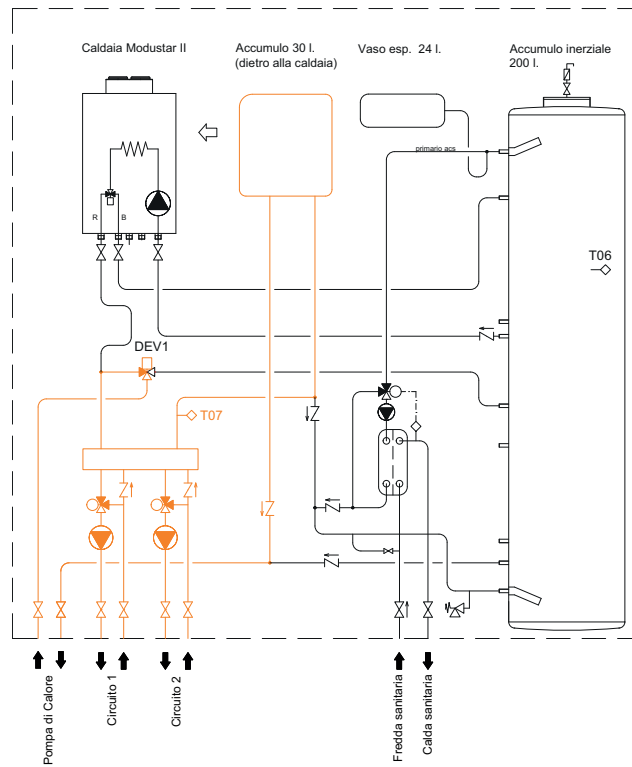 Caldaia Modustar II
Accumulo 30 l.
(dietro alla caldaia)
Vaso esp. 24 l.
Accumulo inerziale
200 l.
primario acs
R
B
T06
DEV1
T07
Pompa di Calore
Circuito 1
Circuito 2
Fredda sanitaria
Calda sanitaria